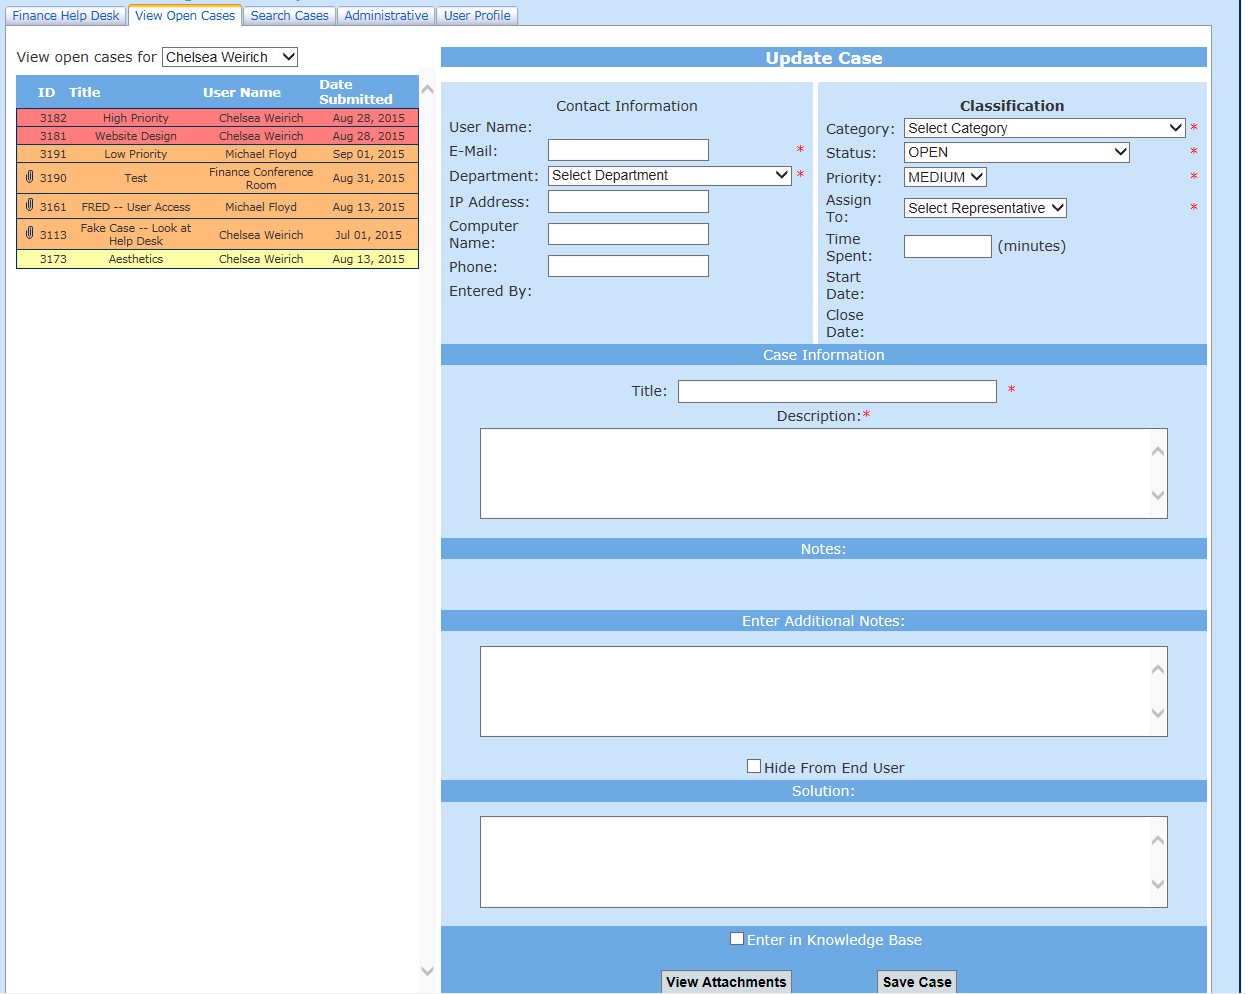 Finance Help Desk View Open Cases Search Cases Administrative User Profile
View open cases for Chelsea Weirich
ID Title User Name Date Submitted
3182 High Priority Chelsea Weirich Aug 28, 2015
3181 Website Design Chelsea Weirich Aug 28, 2015
3191 Low Priority Michael Floyd Sep 01, 2015
3190 Test Finance Conference Room Aug 31, 2015
3161 FRED -- User Access Michael Floyd Aug 13, 2015
3113 Fake Case -- Look at Help Desk Chelsea Weirich Jul 01, 2015
3173 Aesthetics Chelsea Weirich Aug 13, 2015
Update Case
Contact Information
User Name:
E-Mail: *
Department: Select Department *
IP Address:
Computer
Name:
Phone:
Entered By:
Classification
Category: Select Category *
Status: OPEN *
Priority: MEDIUM *
Assign
To: Select Representative *
Time
Spent: (minutes)
Start
Date:
Close
Date:
Case Information
Title: *
Description:*
Notes:
Enter Additional Notes:
Hide From End User
Solution:
Enter in Knowledge Base
View Attachments Save Case